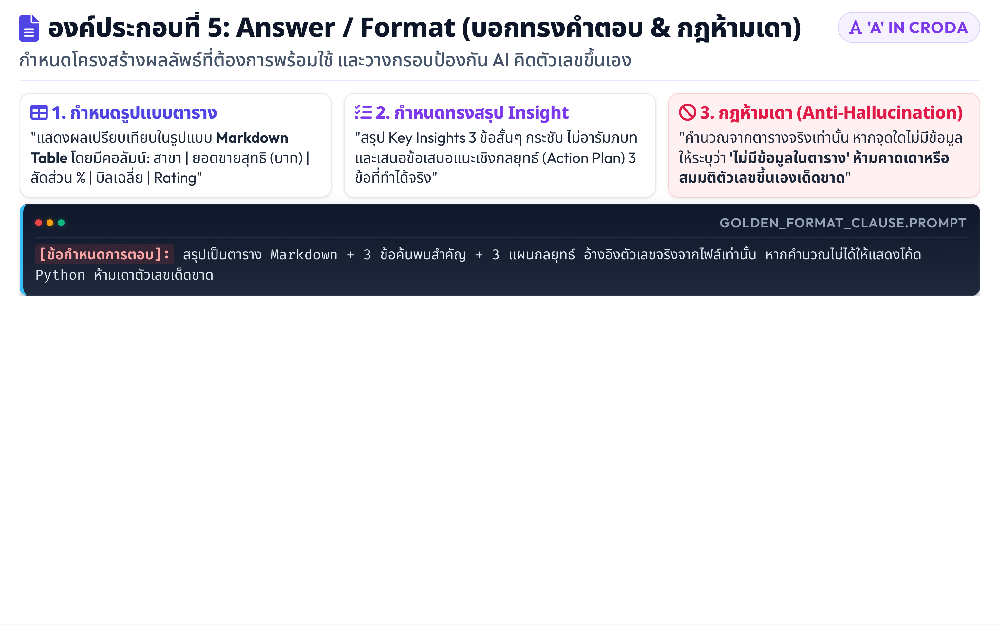 องค์ประกอบที่ 5: Answer / Format (บอกทรงคำตอบ & กฎห้ามเดา)
'A' IN CRODA
กำหนดโครงสร้างผลลัพธ์ที่ต้องการพร้อมใช้ และวางกรอบป้องกัน AI คิดตัวเลขขึ้นเอง
1. กำหนดรูปแบบตาราง
"แสดงผลเปรียบเทียบในรูปแบบ Markdown
Table โดยมีคอลัมน์: สาขา | ยอดขายสุทธิ (บาท) |
สัดส่วน % | บิลเฉลี่ย | Rating"
2. กำหนดทรงสรุป Insight
"สรุป Key Insights 3 ข้อสั้นๆ กระชับ ไม่อารัมภบท
และเสนอข้อเสนอแนะเชิงกลยุทธ์ (Action Plan) 3
ข้อที่ทำได้จริง"
3. กฎห้ามเดา (Anti-Hallucination)
"คำนวณจากตารางจริงเท่านั้น หากจุดใดไม่มีข้อมูล
ให้ระบุว่า 'ไม่มีข้อมูลในตาราง' ห้ามคาดเดาหรือ
สมมติตัวเลขขึ้นเองเด็ดขาด"
GOLDEN_FORMAT_CLAUSE.PROMPT
[ข้อกำหนดการตอบ]: สรุปเป็นตาราง Markdown + 3 ข้อค้นพบสำคัญ + 3 แผนกลยุทธ์ อ้างอิงตัวเลขจริงจากไฟล์เท่านั้น หากคำนวณไม่ได้ให้แสดงโค้ด
Python ห้ามเดาตัวเลขเด็ดขาด